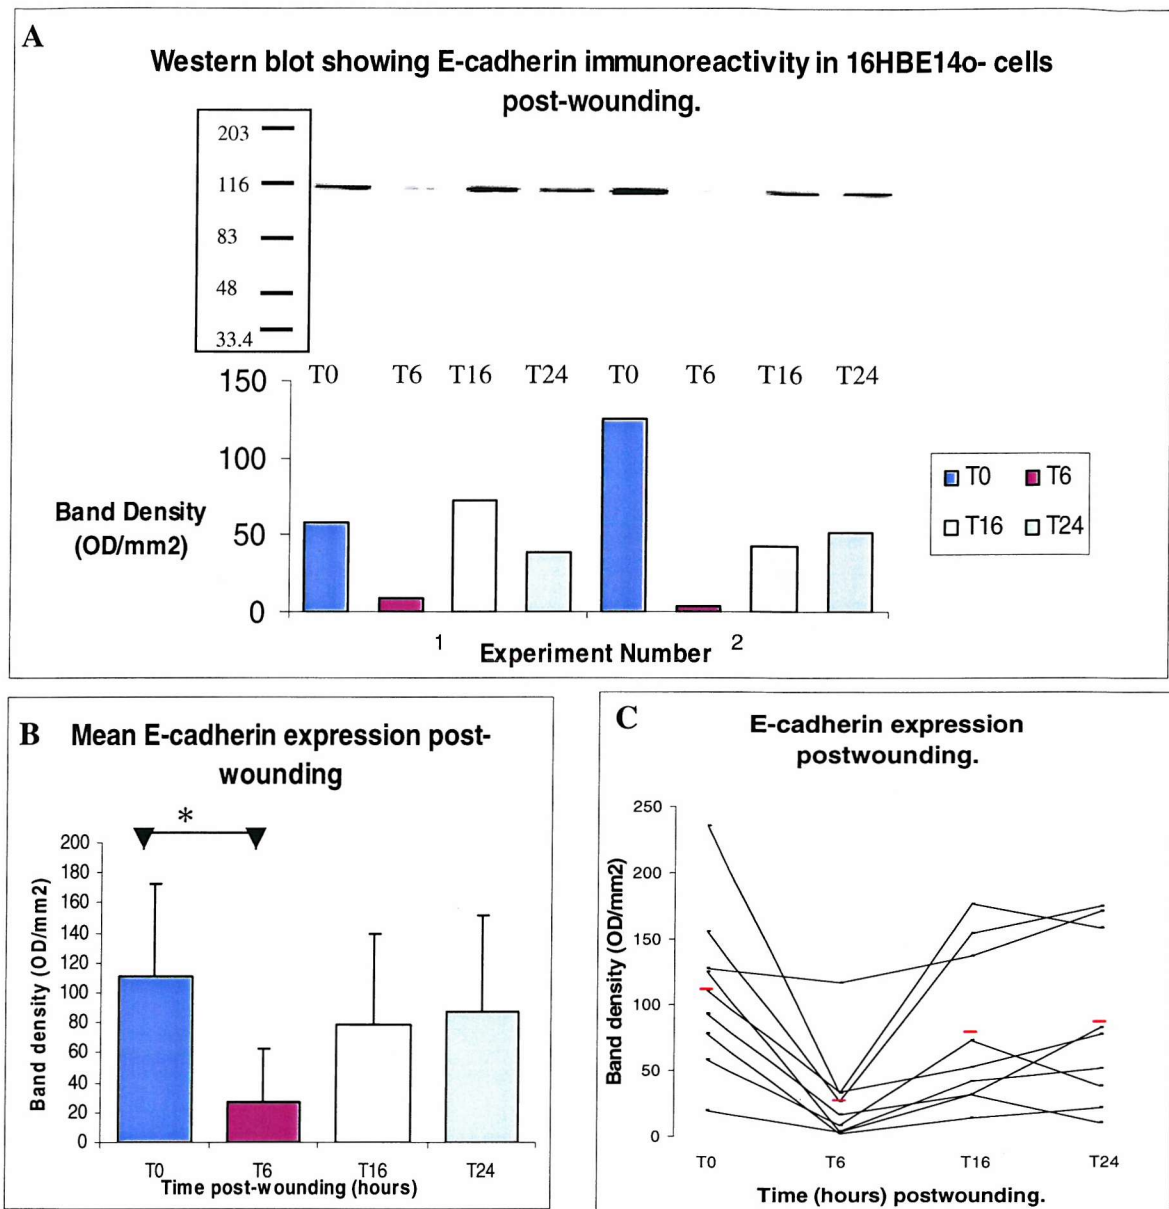 A
Western blot showing E-cadherin immunoreactivity in 16HBE14o- cells
post-wounding.
203
116
83
48
33.4
T0 T6 T16 T24 T0 T6 T16 T24
150
100
50
0
Band Density
(OD/mm2)
1 2
Experiment Number
T0 T6
T16 T24
B
Mean E-cadherin expression post-
wounding
*
200
180
160
140
120
100
80
60
40
20
0
Band density (OD/mm2)
T0 T6 T16 T24
Time post-wounding (hours)
C
E-cadherin expression
postwounding.
250
200
150
100
50
0
Band density (OD/mm2)
T0 T6 T16 T24
Time (hours) postwounding.